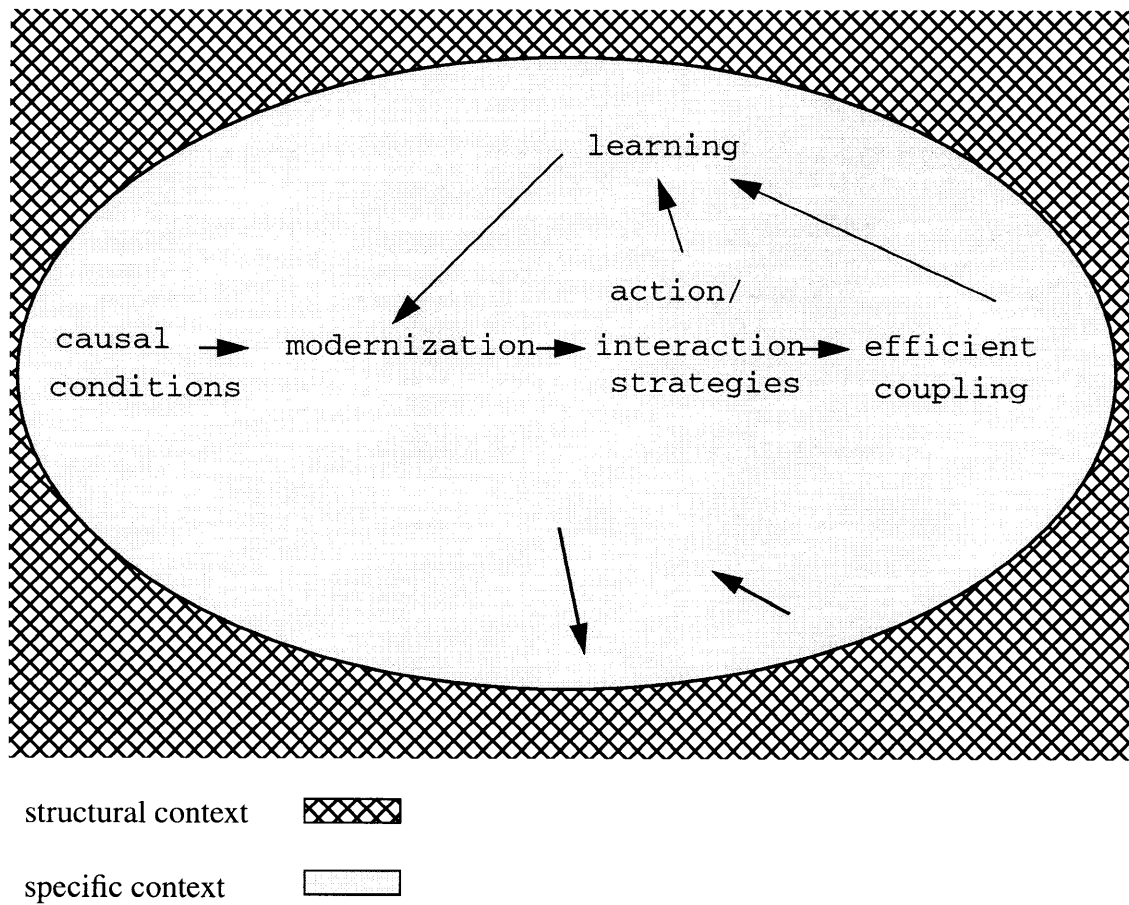 learning
action/
causal modernization interaction efficient
conditions strategies coupling
structural context
specific context